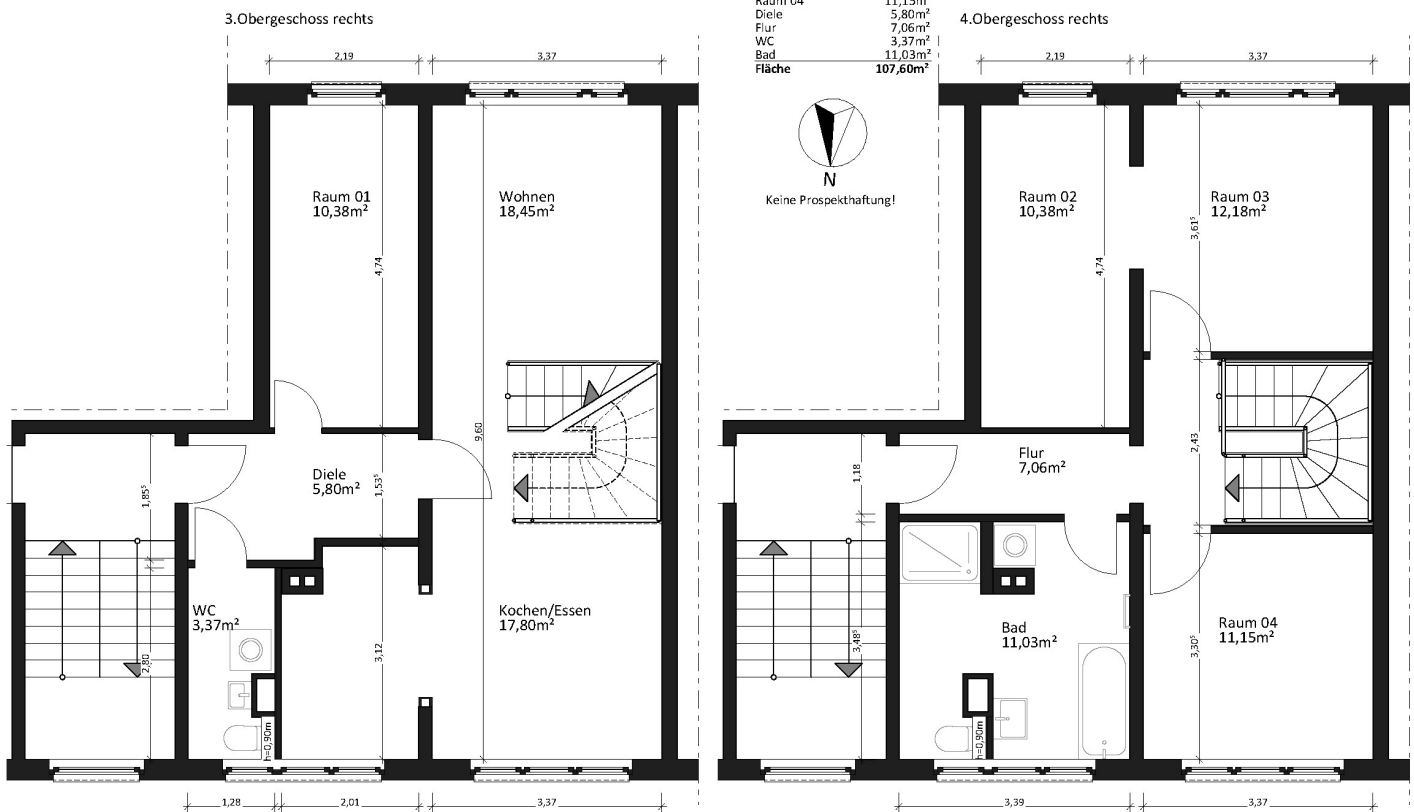 3.Obergeschoss rechts
Raum 04 11,15m²
Diele 5,80m²
Flur 7,06m²
WC 3,37m²
Bad 11,03m²
Fläche 107,60m²
4.Obergeschoss rechts
2,19
3,37
2,19
3,37
N
Keine Prospekthaftung!
Raum 01
10,38m²
Wohnen
18,45m²
Raum 02
10,38m²
Raum 03
12,18m²
4,74
4,74
3,61⁵
9,60
2,43
Diele
5,80m²
Flur
7,06m²
1,85⁵
1,53⁵
1,18
WC
3,37m²
Kochen/Essen
17,80m²
Bad
11,03m²
Raum 04
11,15m²
2,80
3,12
3,48⁵
3,30⁵
h=0,90m
h=0,90m
1,28
2,01
3,37
3,39
3,37